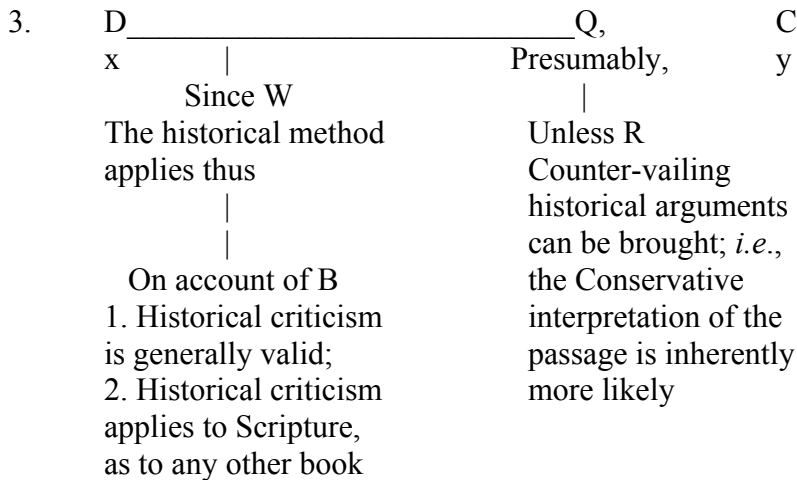 3. D____________________________Q, C
x | Presumably, y
Since W |
The historical method Unless R
applies thus Counter-vailing
| historical arguments
| can be brought; i.e.,
On account of B the Conservative
1. Historical criticism interpretation of the
is generally valid; passage is inherently
2. Historical criticism more likely
applies to Scripture,
as to any other book